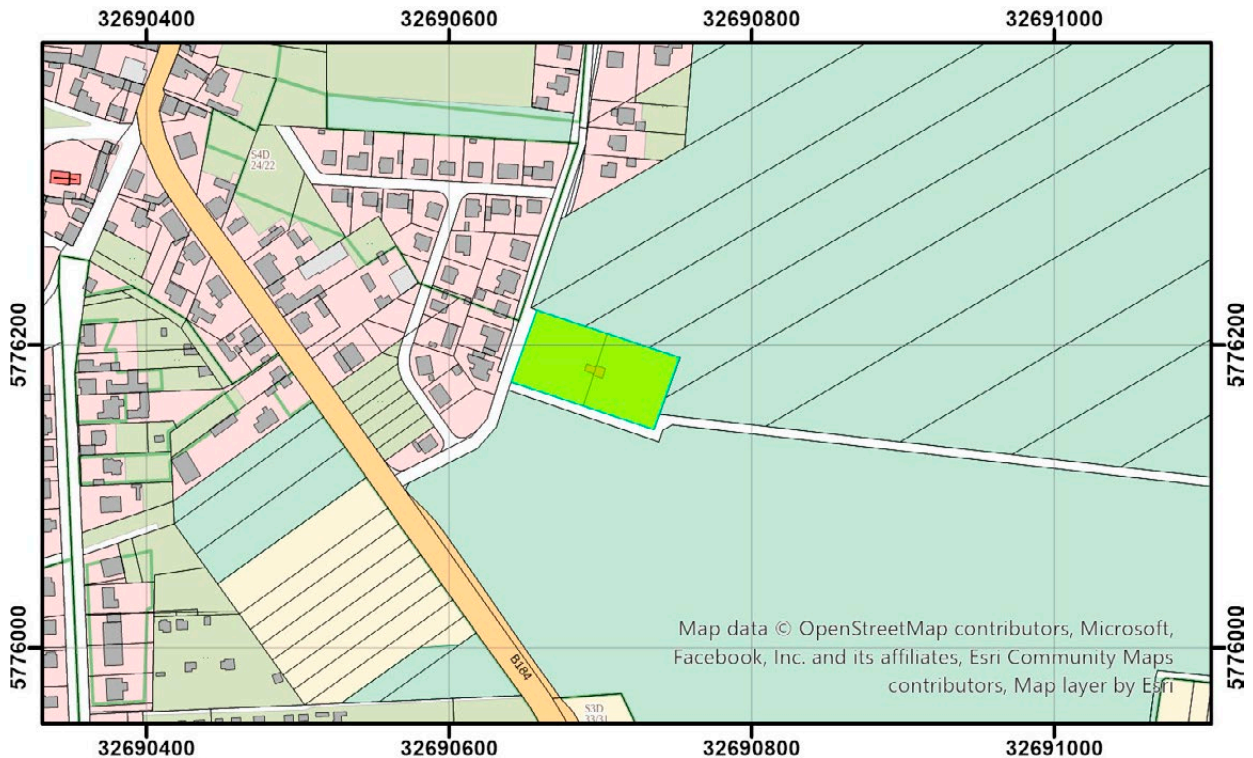 32690400
32690600
32690800
32691000
5776200
5776200
S4D
24/22
5776000
5776000
B184
Map data © OpenStreetMap contributors, Microsoft,
Facebook, Inc. and its affiliates, Esri Community Maps
contributors, Map layer by Esri
S3D
33/31
32690400
32690600
32690800
32691000